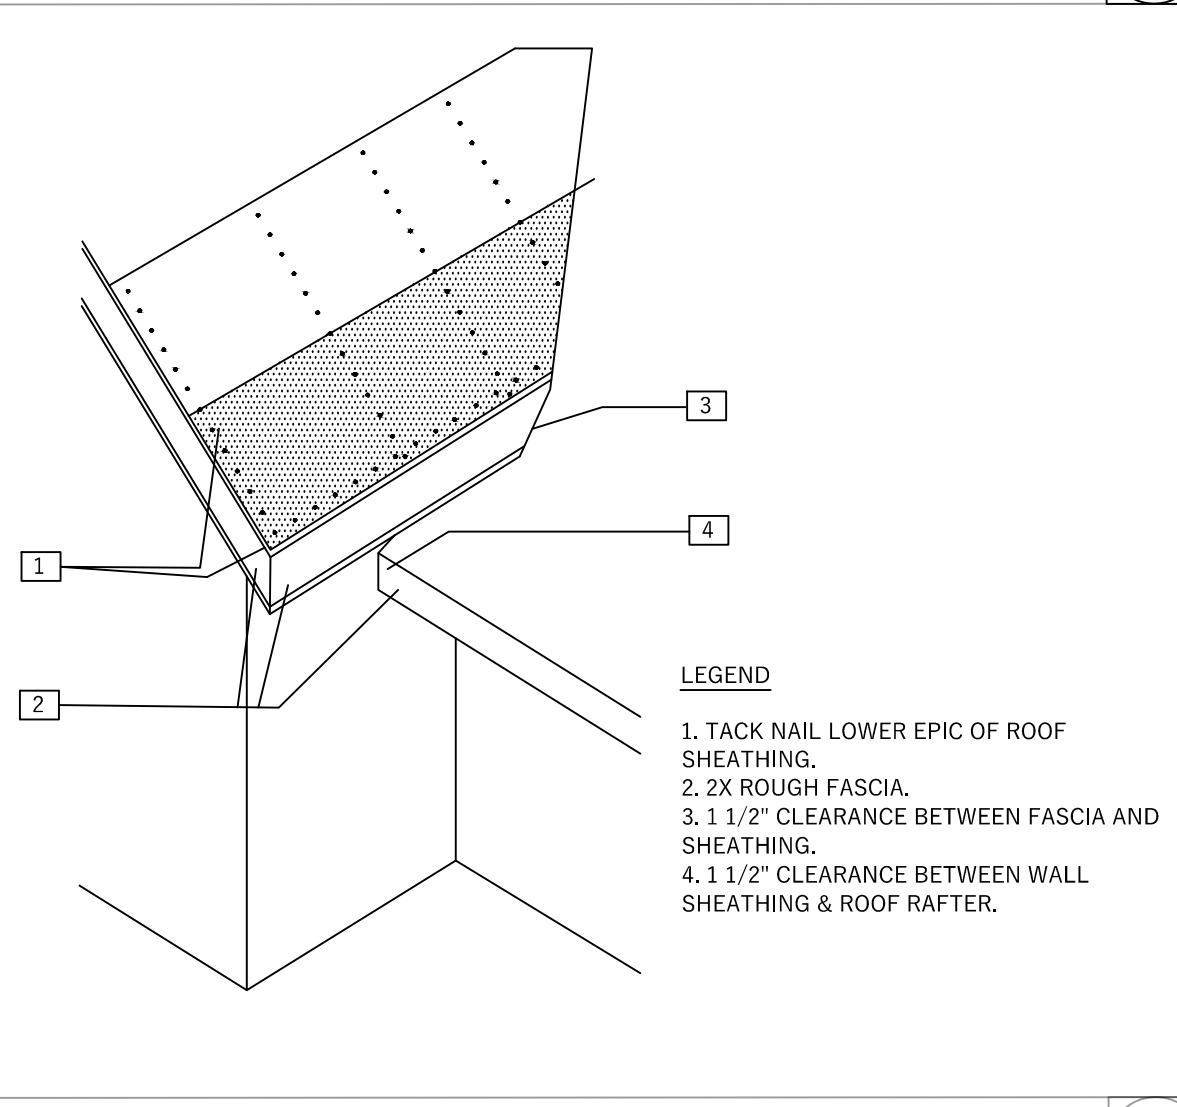 3
4
1
2
LEGEND
1. TACK NAIL LOWER EPIC OF ROOF
SHEATHING.
2. 2X ROUGH FASCIA.
3. 1 1/2" CLEARANCE BETWEEN FASCIA AND
SHEATHING.
4. 1 1/2" CLEARANCE BETWEEN WALL
SHEATHING & ROOF RAFTER.